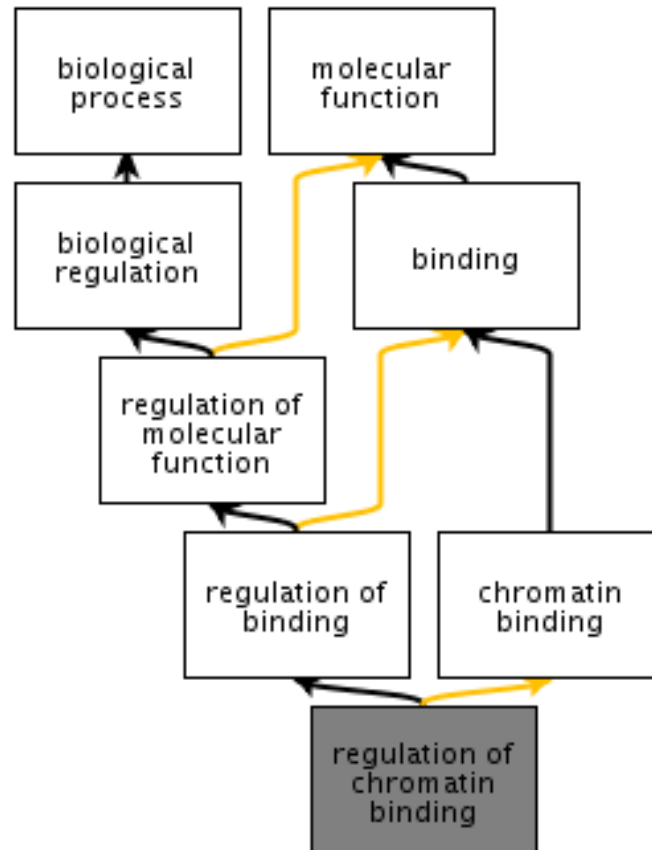 biological
process
molecular
function
biological
regulation
binding
regulation of
molecular
function
regulation of
binding
chromatin
binding
regulation of
chromatin
binding